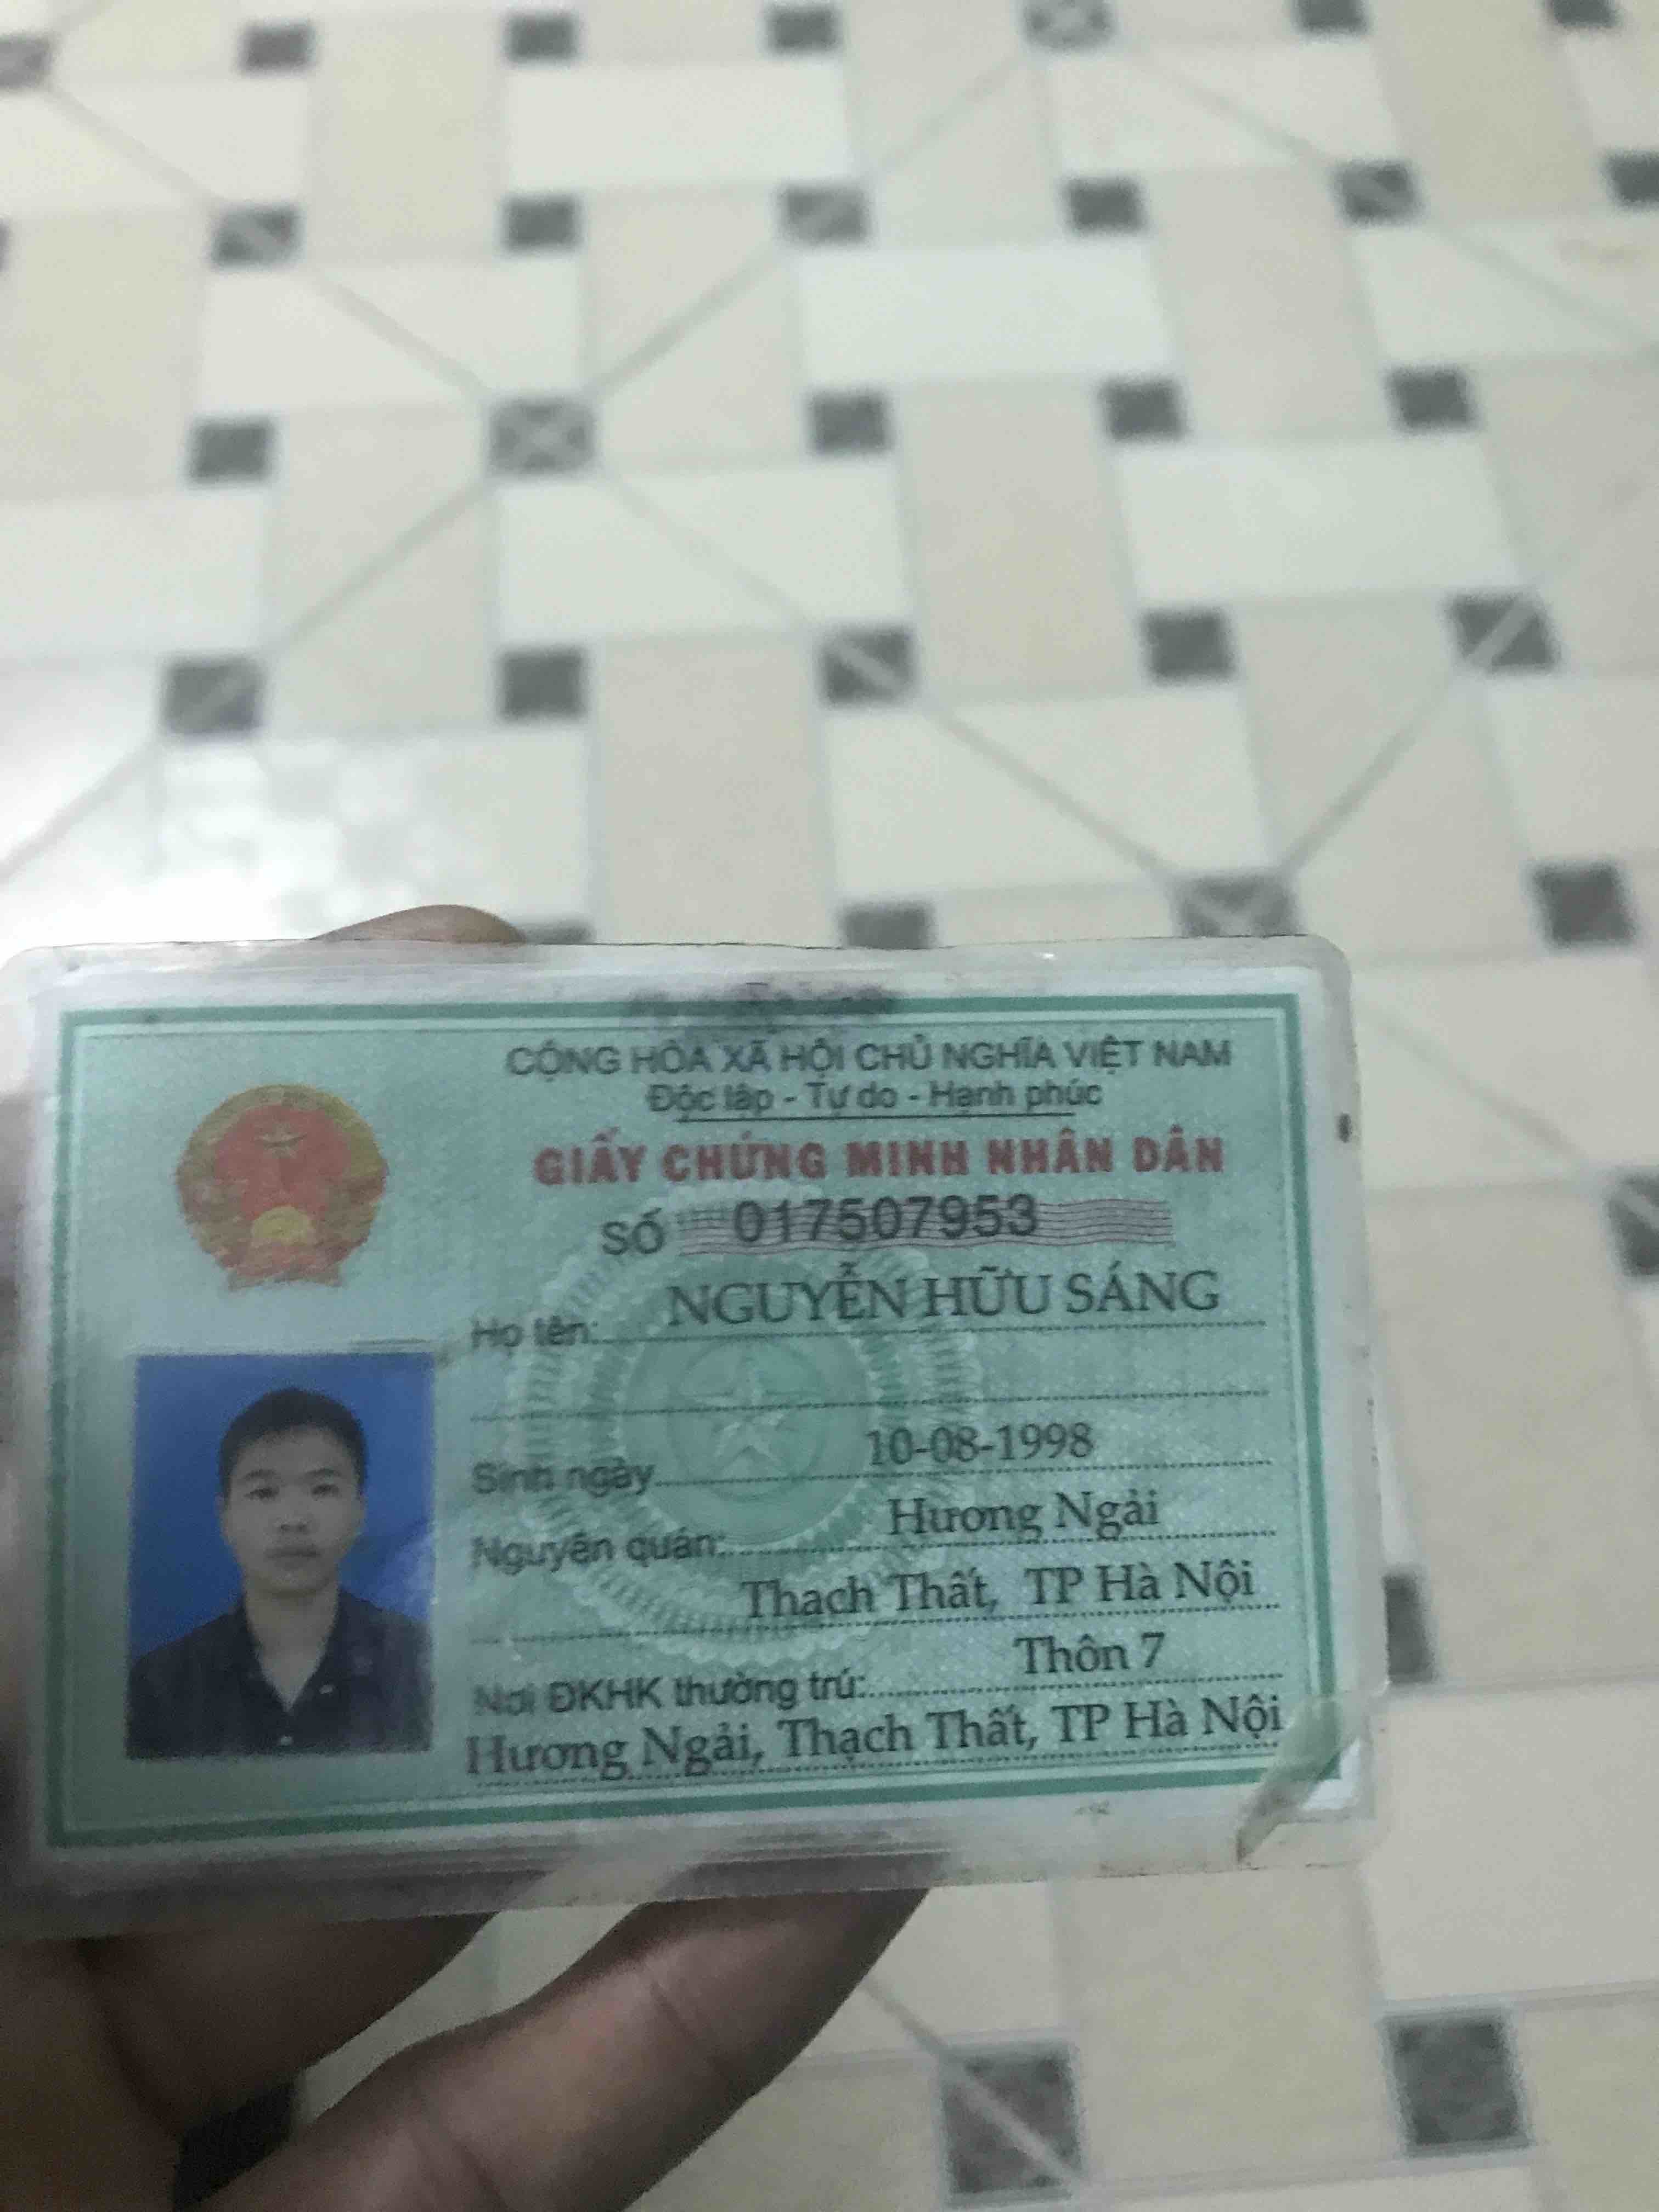 CỘNG HÒA XÃ HỘI CHỦ NGHĨA VIỆT NAM
Độc lập - Tự do - Hạnh phúc
GIẤY CHỨNG MINH NHÂN DÂN
SỐ 017507953
Họ tên: NGUYỄN HỮU SÁNG
Sinh ngày 10-08-1998
Nguyên quán: Hương Ngải
Thạch Thất, TP Hà Nội
Nơi ĐKHK thường trú: Thôn 7
Hương Ngải, Thạch Thất, TP Hà Nội